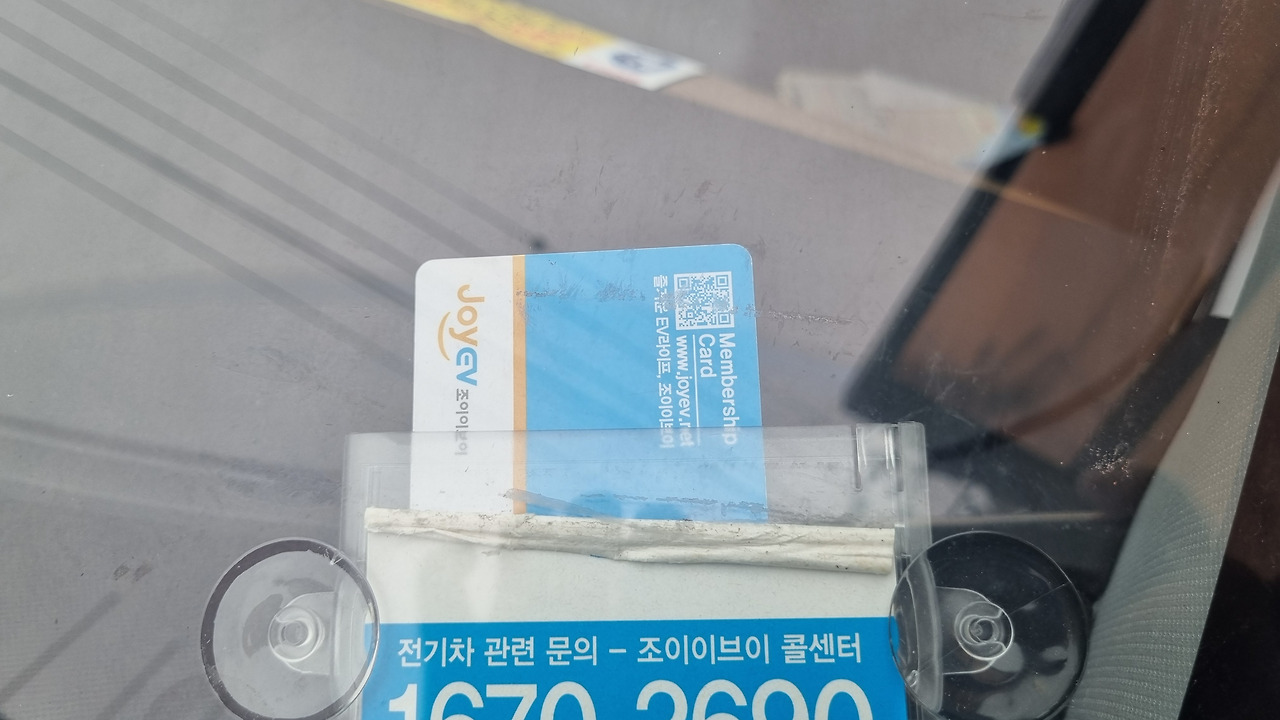 JoyEV 조이이브이
Membership
Card
www.joyev.net
즐거운 EV라이프, 조이이브이
전기차 관련 문의 – 조이이브이 콜센터
1670 2690